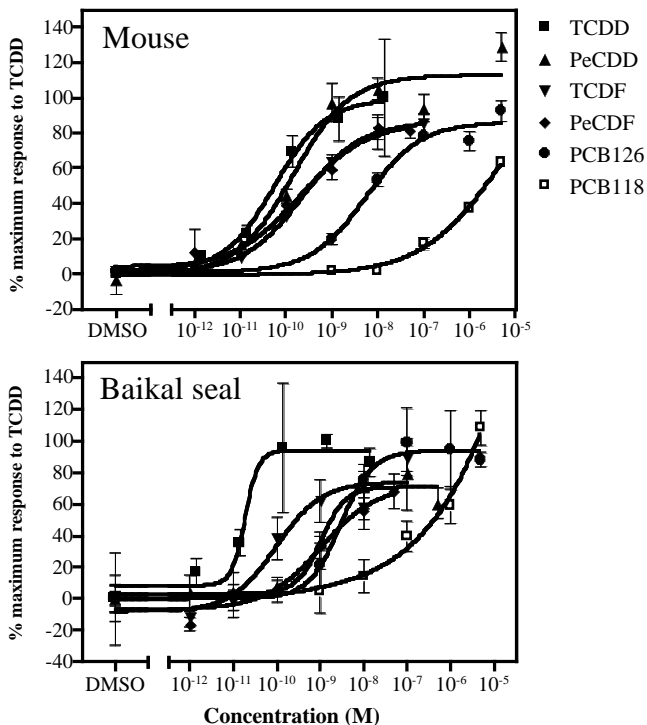 Mouse
% maximum response to TCDD
140
120
100
80
60
40
20
0
-20
DMSO
10⁻¹² 10⁻¹¹ 10⁻¹⁰ 10⁻⁹ 10⁻⁸ 10⁻⁷ 10⁻⁶ 10⁻⁵
TCDD
PeCDD
TCDF
PeCDF
PCB126
PCB118
Baikal seal
% maximum response to TCDD
140
120
100
80
60
40
20
0
-20
-40
DMSO
10⁻¹² 10⁻¹¹ 10⁻¹⁰ 10⁻⁹ 10⁻⁸ 10⁻⁷ 10⁻⁶ 10⁻⁵
Concentration (M)